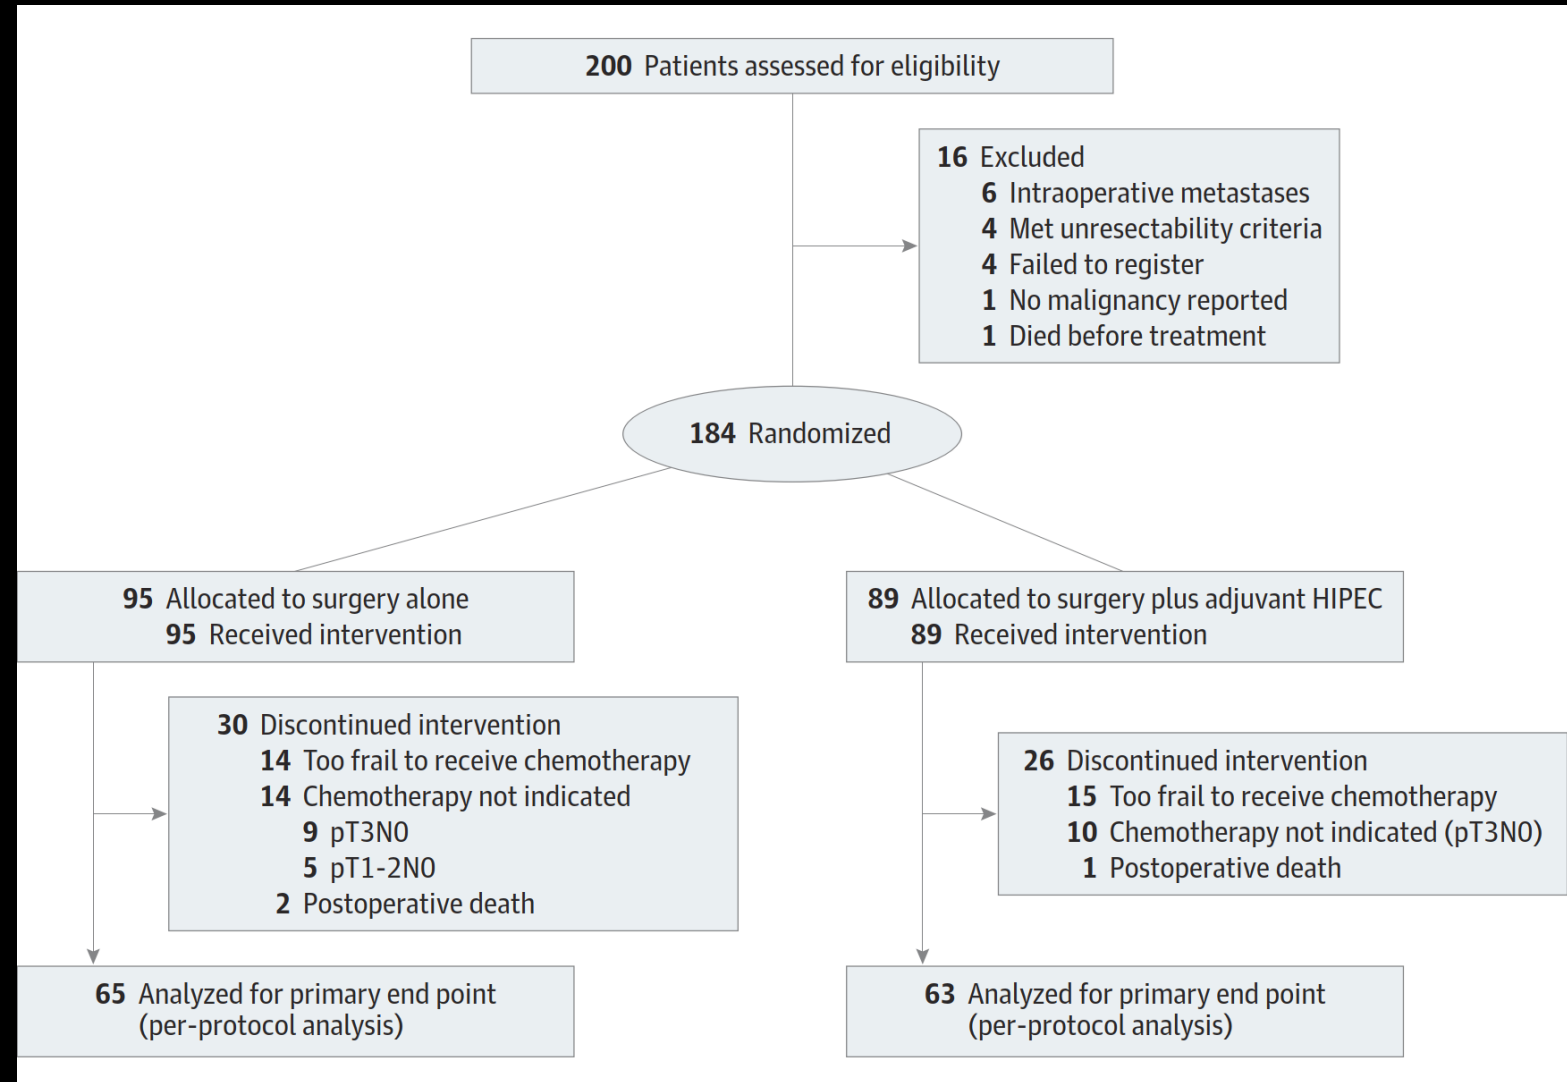 200 Patients assessed for eligibility
16 Excluded
6 Intraoperative metastases
4 Met unresectability criteria
4 Failed to register
1 No malignancy reported
1 Died before treatment
184 Randomized
95 Allocated to surgery alone
95 Received intervention
89 Allocated to surgery plus adjuvant HIPEC
89 Received intervention
30 Discontinued intervention
14 Too frail to receive chemotherapy
14 Chemotherapy not indicated
9 pT3N0
5 pT1-2N0
2 Postoperative death
26 Discontinued intervention
15 Too frail to receive chemotherapy
10 Chemotherapy not indicated (pT3N0)
1 Postoperative death
65 Analyzed for primary end point
(per-protocol analysis)
63 Analyzed for primary end point
(per-protocol analysis)